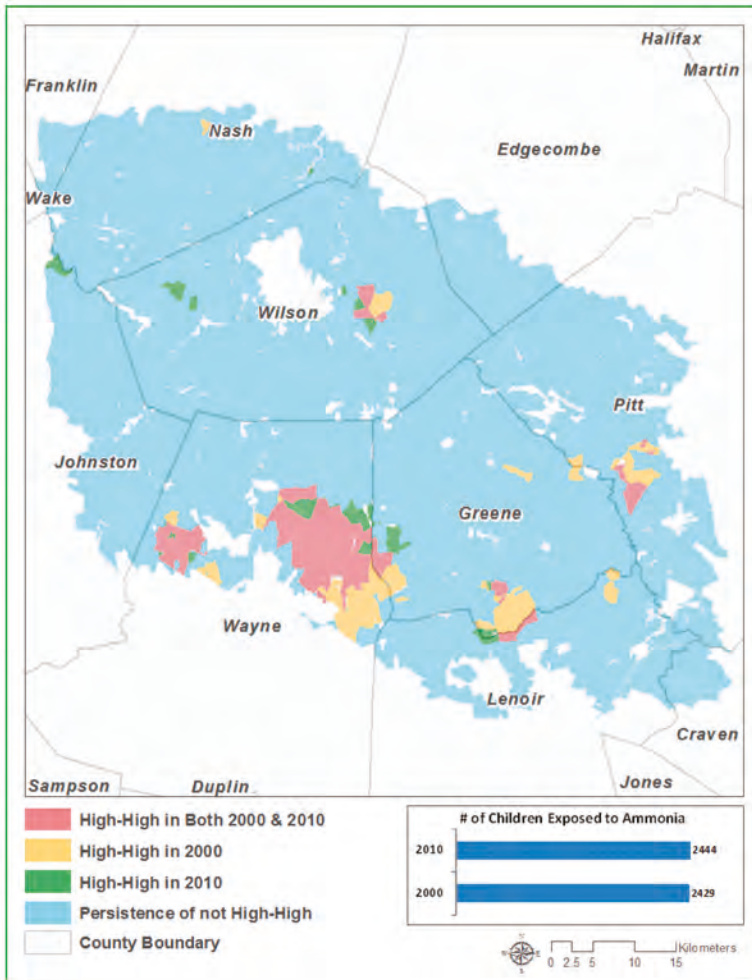 Halifax
Martin
Franklin
Nash
Edgecombe
Wake
Wilson
Pitt
Johnston
Greene
Wayne
Lenoir
Craven
Sampson
Duplin
Jones
High-High in Both 2000 & 2010
High-High in 2000
High-High in 2010
Persistence of not High-High
County Boundary
# of Children Exposed to Ammonia
2010
2444
2000
2429
Kilometers
0 2.5 5 10 15